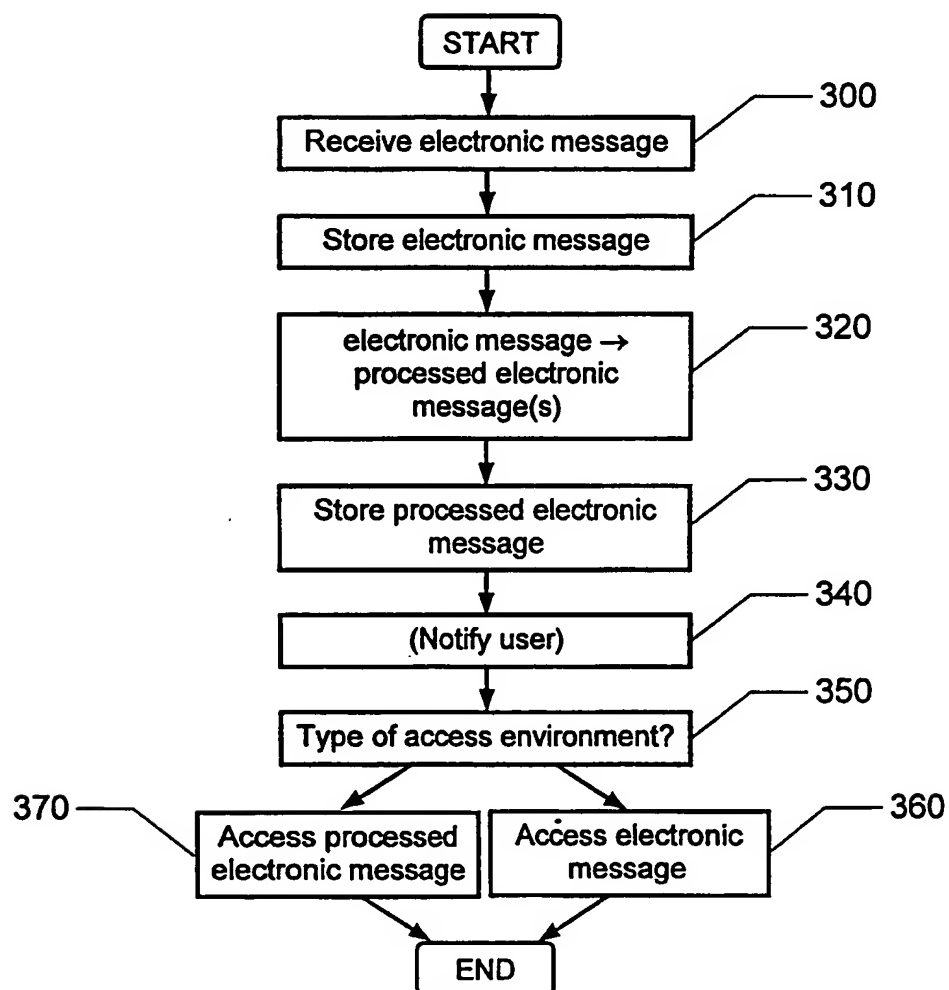 START
300
Receive electronic message
310
Store electronic message
320
electronic message →
processed electronic
message(s)
330
Store processed electronic
message
340
(Notify user)
350
Type of access environment?
370
360
Access processed
electronic message
Access electronic
message
END